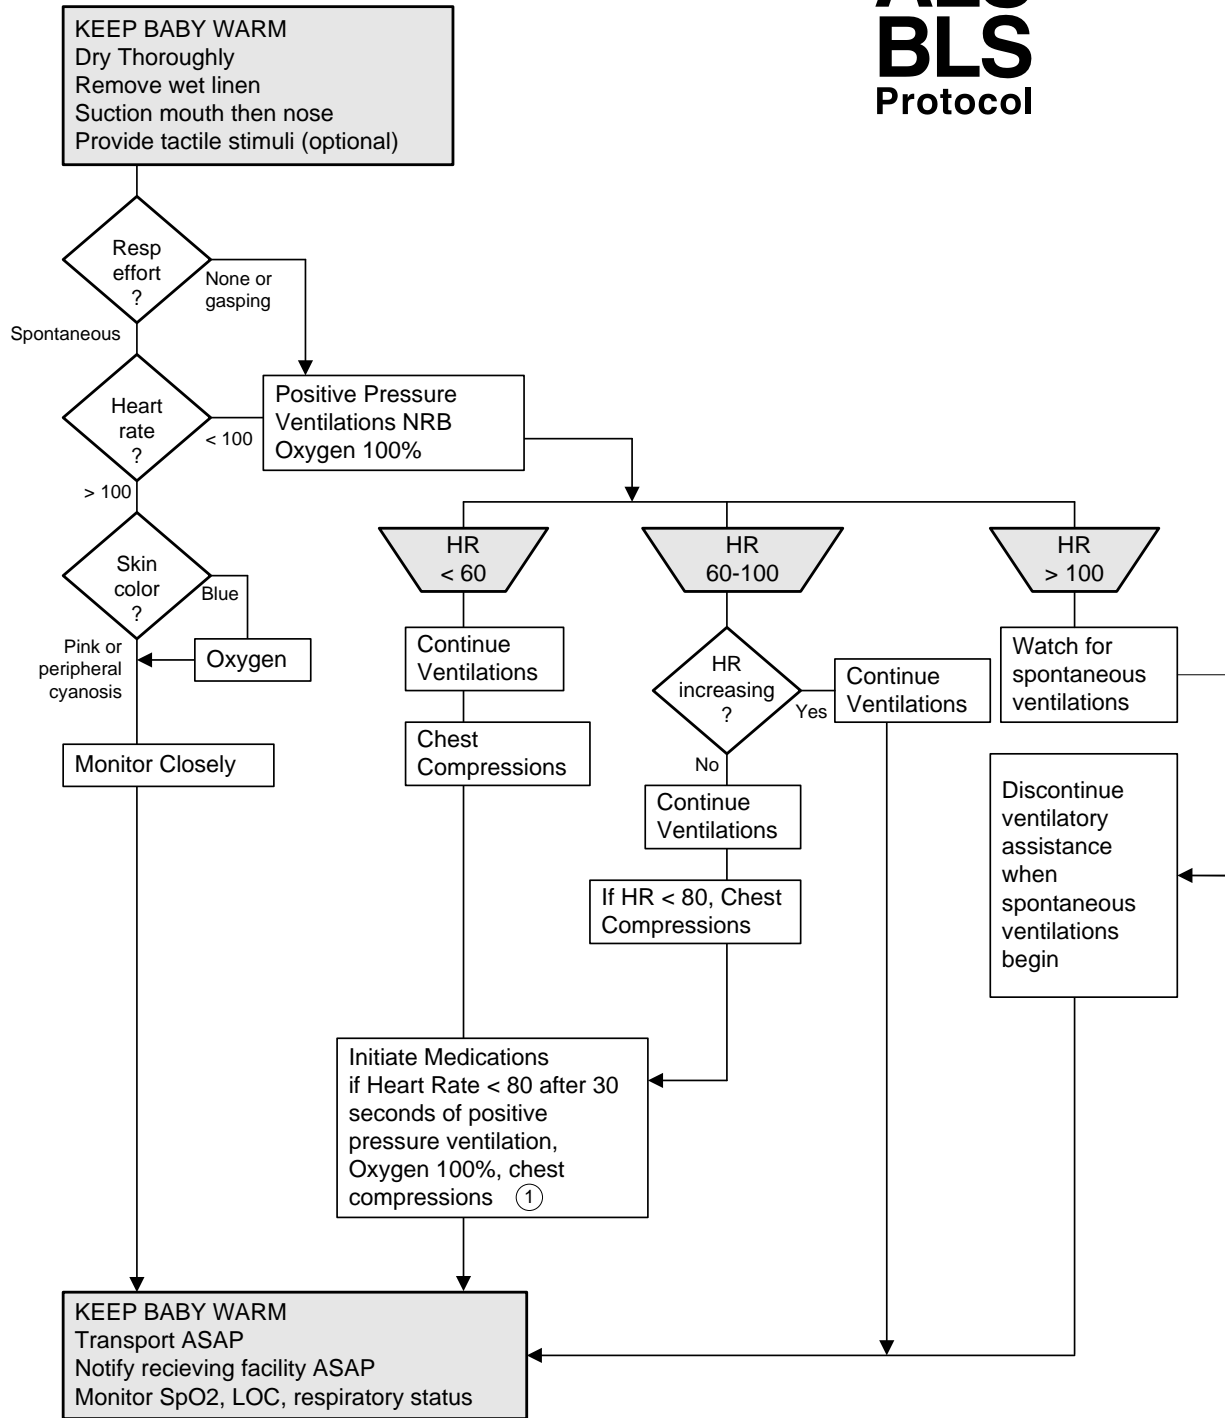 BLS
Protocol
KEEP BABY WARM
Dry Thoroughly
Remove wet linen
Suction mouth then nose
Provide tactile stimuli (optional)
Resp
effort
?
None or
gasping
Spontaneous
Heart
rate
?
< 100
Positive Pressure
Ventilations NRB
Oxygen 100%
> 100
Skin
color
?
Blue
Oxygen
Pink or
peripheral
cyanosis
Monitor Closely
HR
< 60
Continue
Ventilations
Chest
Compressions
HR
60-100
HR
increasing
?
Yes
Continue
Ventilations
No
Continue
Ventilations
If HR < 80, Chest
Compressions
HR
> 100
Watch for
spontaneous
ventilations
Discontinue
ventilatory
assistance
when
spontaneous
ventilations
begin
Initiate Medications
if Heart Rate < 80 after 30
seconds of positive
pressure ventilation,
Oxygen 100%, chest
compressions 1
KEEP BABY WARM
Transport ASAP
Notify recieving facility ASAP
Monitor SpO2, LOC, respiratory status